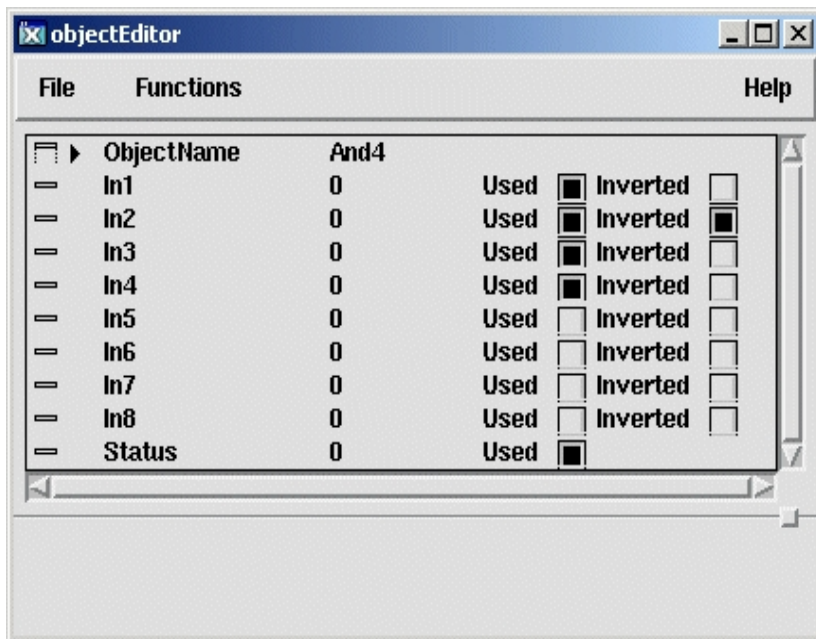 objectEditor
File Functions Help
ObjectName And4
In1 0 Used Inverted
In2 0 Used Inverted
In3 0 Used Inverted
In4 0 Used Inverted
In5 0 Used Inverted
In6 0 Used Inverted
In7 0 Used Inverted
In8 0 Used Inverted
Status 0 Used